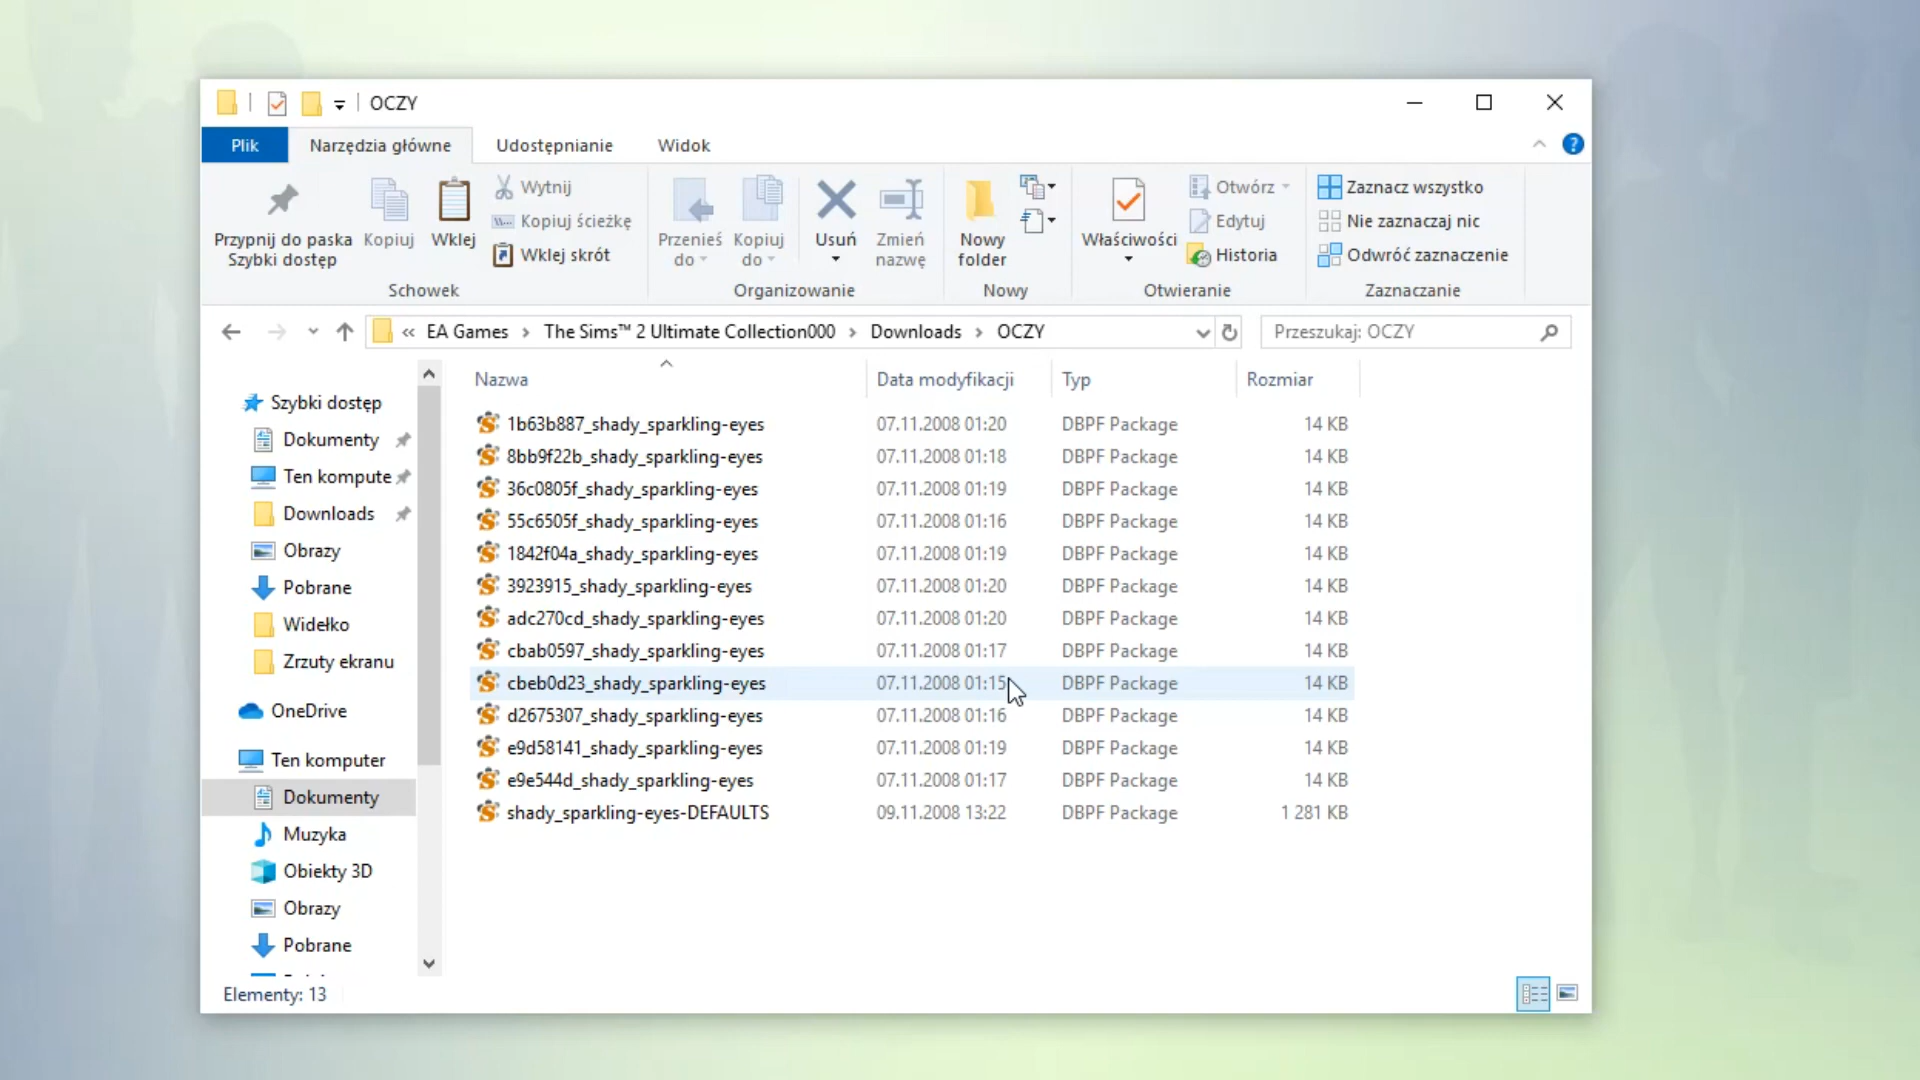 OCZY
Plik Narzędzia główne Udostępnianie Widok
Przypnij do paska Szybki dostęp
Kopiuj
Wklej
Wytnij
Kopiuj ścieżkę
Wklej skrót
Schowek
Przenieś do
Kopiuj do
Usuń
Zmień nazwę
Organizowanie
Nowy folder
Nowy
Właściwości
Otwórz
Edytuj
Historia
Otwieranie
Zaznacz wszystko
Nie zaznaczaj nic
Odwróć zaznaczenie
Zaznaczanie
« EA Games › The Sims™ 2 Ultimate Collection000 › Downloads › OCZY
Przeszukaj: OCZY
Szybki dostęp
Dokumenty
Ten kompute
Downloads
Obrazy
Pobrane
Widełko
Zrzuty ekranu
OneDrive
Ten komputer
Dokumenty
Muzyka
Obiekty 3D
Obrazy
Pobrane
Nazwa Data modyfikacji Typ Rozmiar
1b63b887_shady_sparkling-eyes 07.11.2008 01:20 DBPF Package 14 KB
8bb9f22b_shady_sparkling-eyes 07.11.2008 01:18 DBPF Package 14 KB
36c0805f_shady_sparkling-eyes 07.11.2008 01:19 DBPF Package 14 KB
55c6505f_shady_sparkling-eyes 07.11.2008 01:16 DBPF Package 14 KB
1842f04a_shady_sparkling-eyes 07.11.2008 01:19 DBPF Package 14 KB
3923915_shady_sparkling-eyes 07.11.2008 01:20 DBPF Package 14 KB
adc270cd_shady_sparkling-eyes 07.11.2008 01:20 DBPF Package 14 KB
cbab0597_shady_sparkling-eyes 07.11.2008 01:17 DBPF Package 14 KB
cbeb0d23_shady_sparkling-eyes 07.11.2008 01:15 DBPF Package 14 KB
d2675307_shady_sparkling-eyes 07.11.2008 01:16 DBPF Package 14 KB
e9d58141_shady_sparkling-eyes 07.11.2008 01:19 DBPF Package 14 KB
e9e544d_shady_sparkling-eyes 07.11.2008 01:17 DBPF Package 14 KB
shady_sparkling-eyes-DEFAULTS 09.11.2008 13:22 DBPF Package 1 281 KB
Elementy: 13